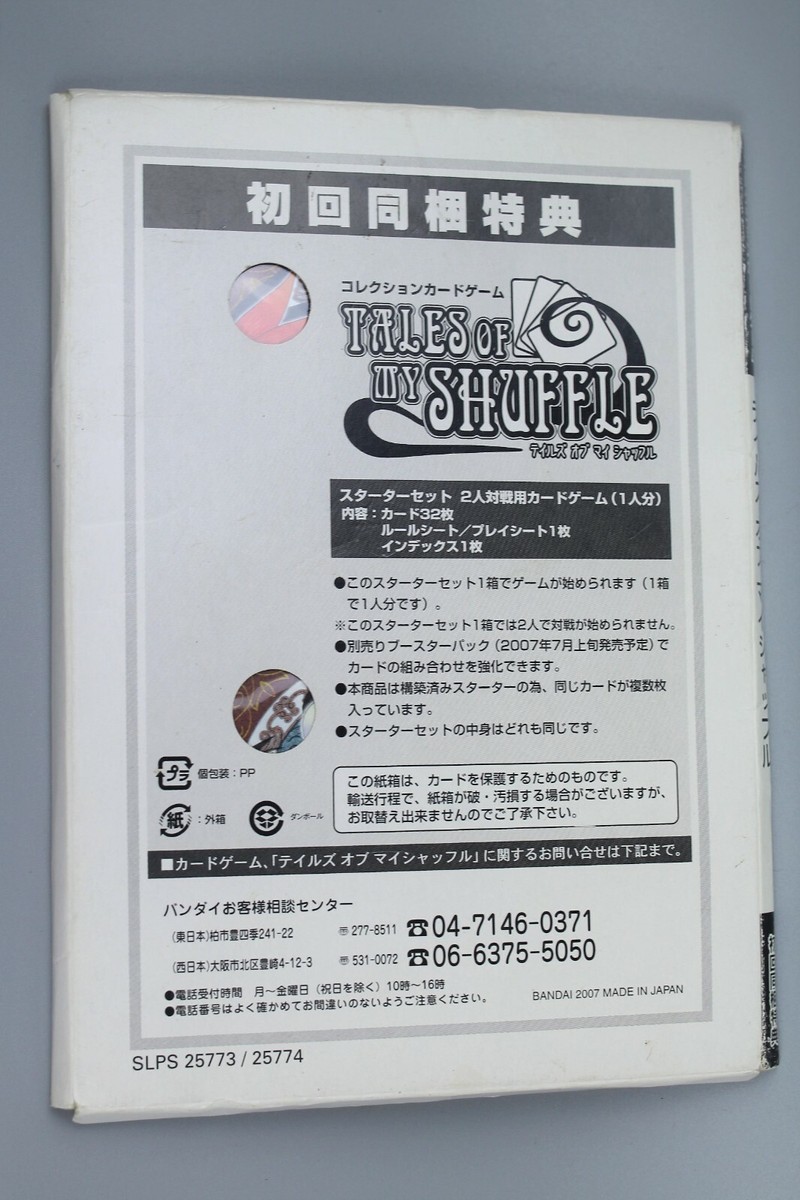 初回同梱特典
コレクションカードゲーム
TALES OF
MY SHUFFLE
テイルズ オブ マイ シャッフル
スターターセット 2人対戦用カードゲーム(1人分)
内容:カード32枚
ルールシート/プレイシート1枚
インデックス1枚
●このスターターセット1箱でゲームが始められます(1箱
で1人分です)。
※このスターターセット1箱では2人で対戦が始められません。
●別売りブースターパック(2007年7月上旬発売予定)で
カードの組み合わせを強化できます。
●本商品は構築済みスターターの為、同じカードが複数枚
入っています。
●スターターセットの中身はどれも同じです。
プラ 個包装:PP
紙 :外箱 ダンボール
この紙箱は、カードを保護するためのものです。
輸送行程で、紙箱が破・汚損する場合がございますが、
お取替え出来ませんのでご了承下さい。
■カードゲーム、「テイルズ オブ マイシャッフル」に関するお問い合せは下記まで。
バンダイお客様相談センター
(東日本)柏市豊四季241-22 〠277-8511 ☎04-7146-0371
(西日本)大阪市北区豊崎4-12-3 〠531-0072 ☎06-6375-5050
●電話受付時間 月〜金曜日(祝日を除く)10時〜16時
●電話番号はよく確かめてお間違いのないようご注意ください。
BANDAI 2007 MADE IN JAPAN
SLPS 25773 / 25774